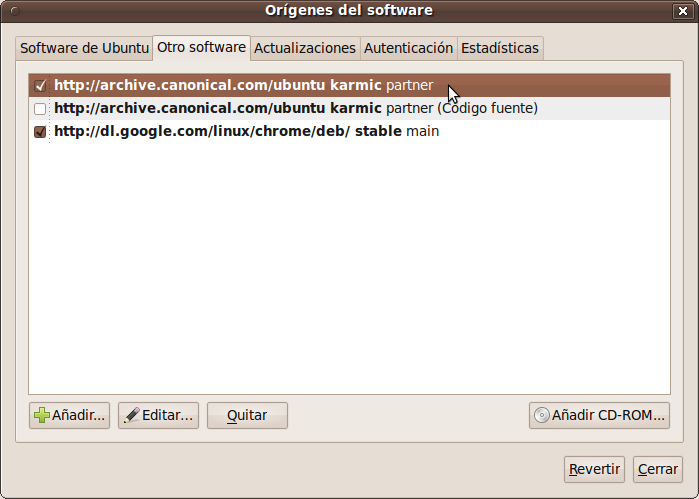 Orígenes del software
Software de Ubuntu Otro software Actualizaciones Autenticación Estadísticas
http://archive.canonical.com/ubuntu karmic partner
http://archive.canonical.com/ubuntu karmic partner (Código fuente)
http://dl.google.com/linux/chrome/deb/ stable main
Añadir... Editar... Quitar Añadir CD-ROM...
Revertir Cerrar